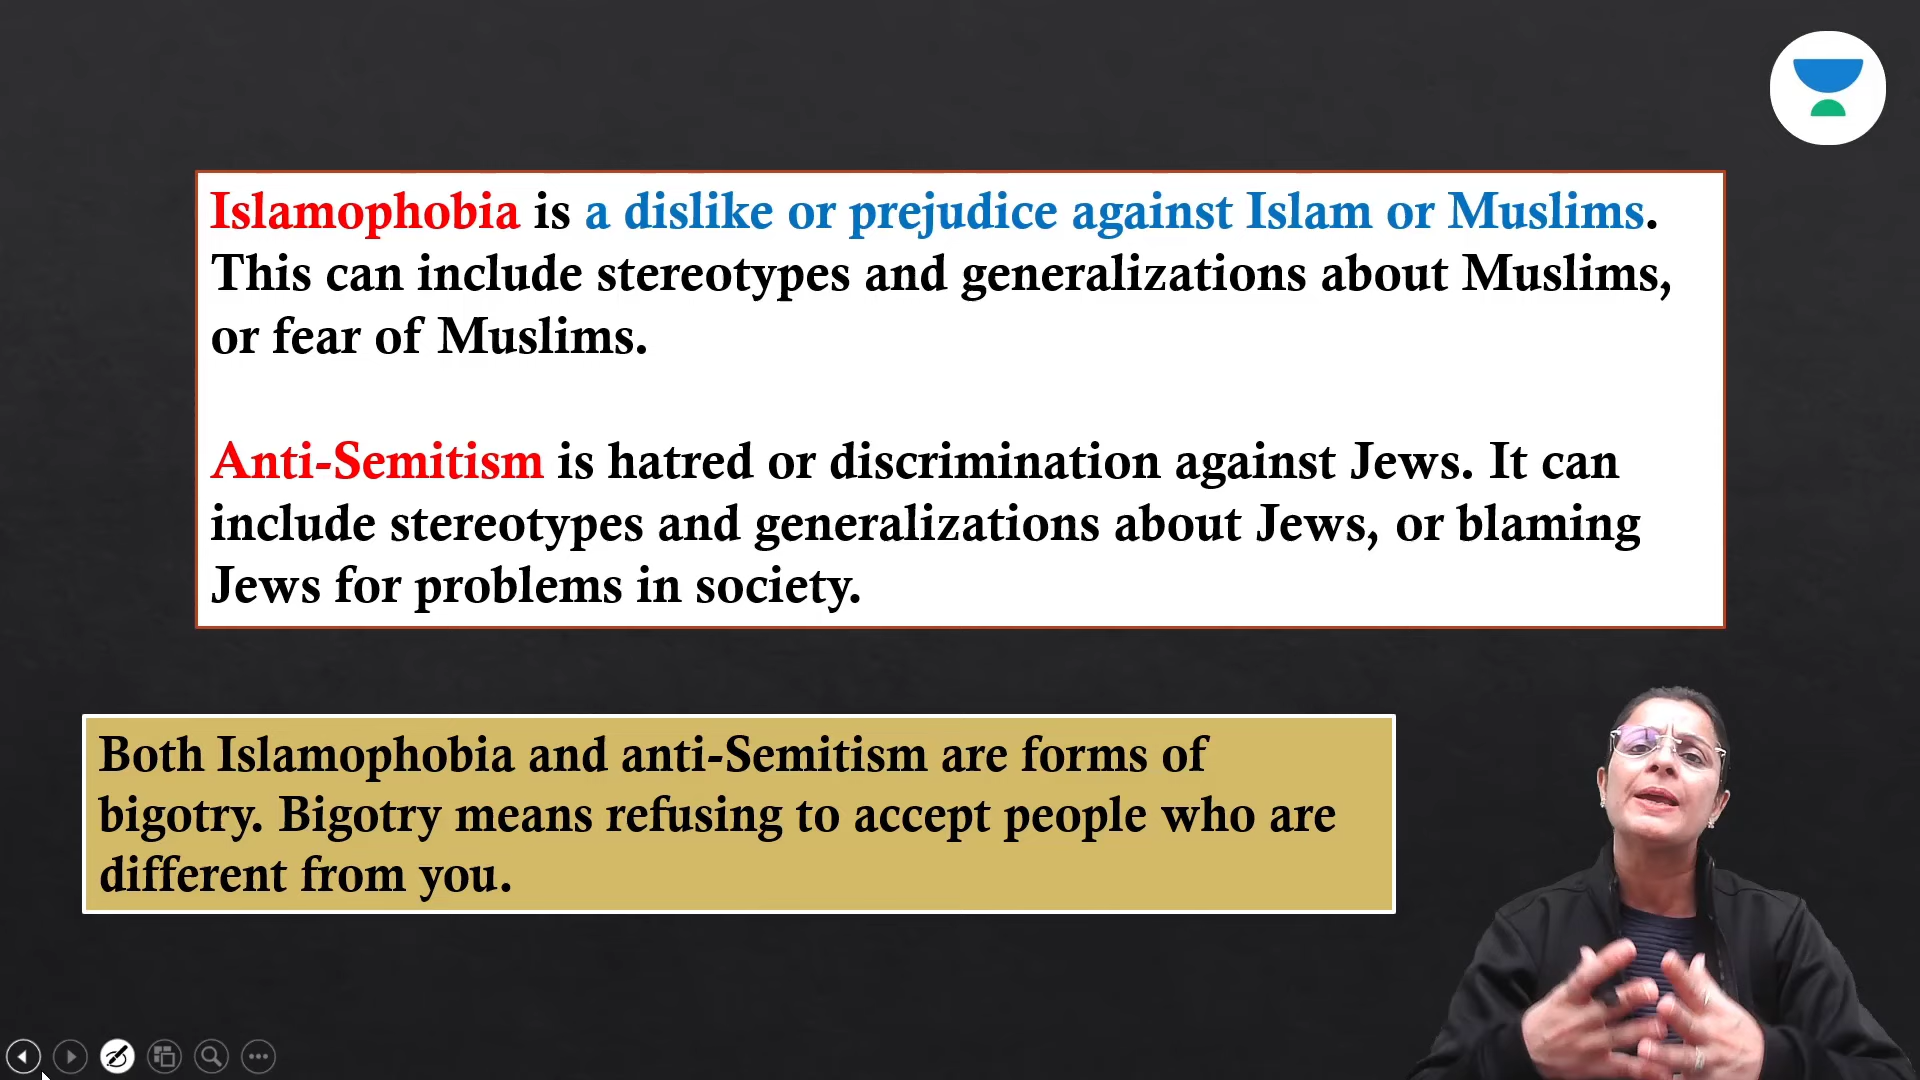 Islamophobia is a dislike or prejudice against Islam or Muslims.
This can include stereotypes and generalizations about Muslims,
or fear of Muslims.
Anti-Semitism is hatred or discrimination against Jews. It can
include stereotypes and generalizations about Jews, or blaming
Jews for problems in society.
Both Islamophobia and anti-Semitism are forms of
bigotry. Bigotry means refusing to accept people who are
different from you.